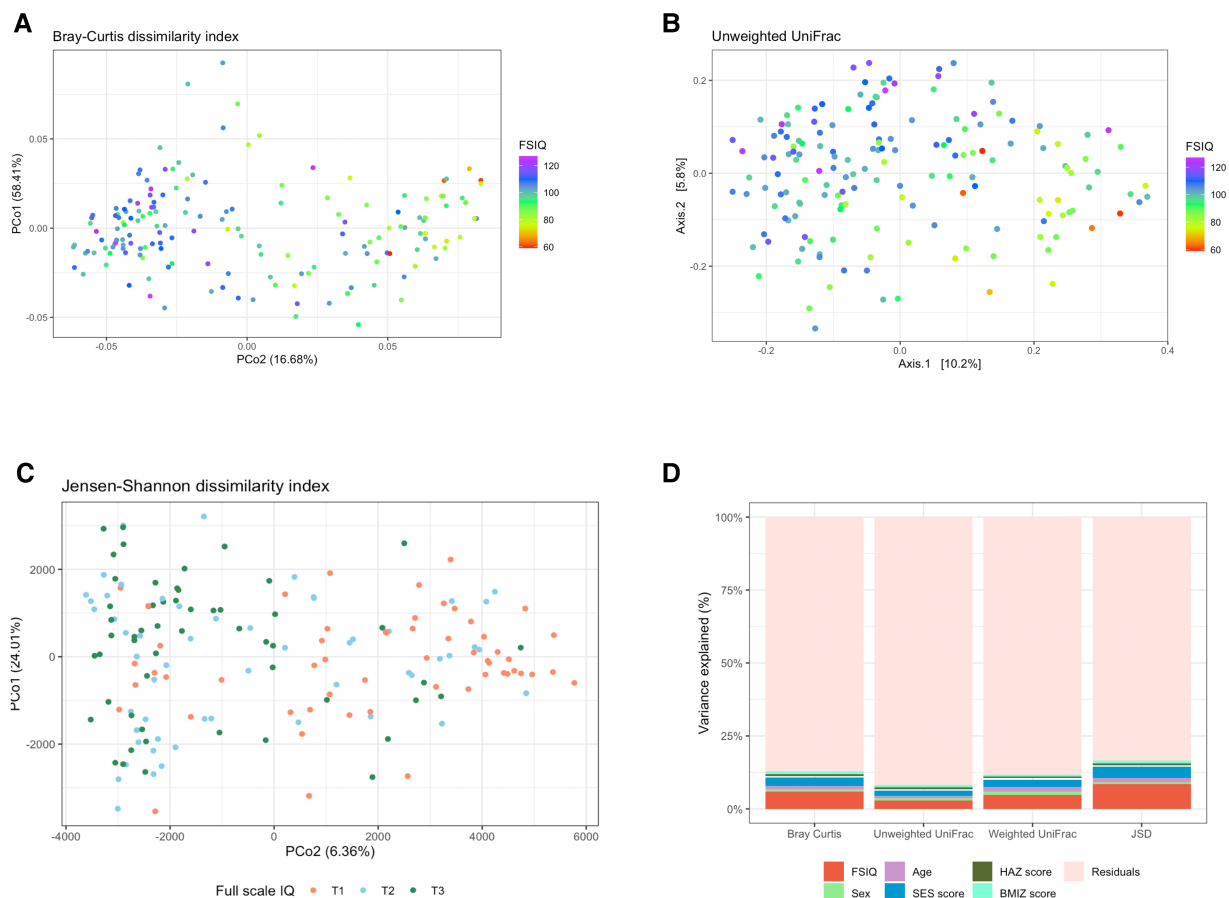 A
Bray-Curtis dissimilarity index
0.05
0.00
-0.05
PCo1 (58.41%)
-0.05
0.00
0.05
PCo2 (16.68%)
FSIQ
120
100
80
60
B
Unweighted UniFrac
0.2
0.0
-0.2
Axis.2 [5.8%]
-0.2
0.0
0.2
0.4
Axis.1 [10.2%]
FSIQ
120
100
80
60
C
Jensen-Shannon dissimilarity index
2000
0
-2000
PCo1 (24.01%)
-4000
-2000
0
2000
4000
6000
PCo2 (6.36%)
Full scale IQ T1 T2 T3
D
100%
75%
50%
25%
0%
Variance explained (%)
Bray Curtis
Unweighted UniFrac
Weighted UniFrac
JSD
FSIQ Age HAZ score Residuals
Sex SES score BMIZ score